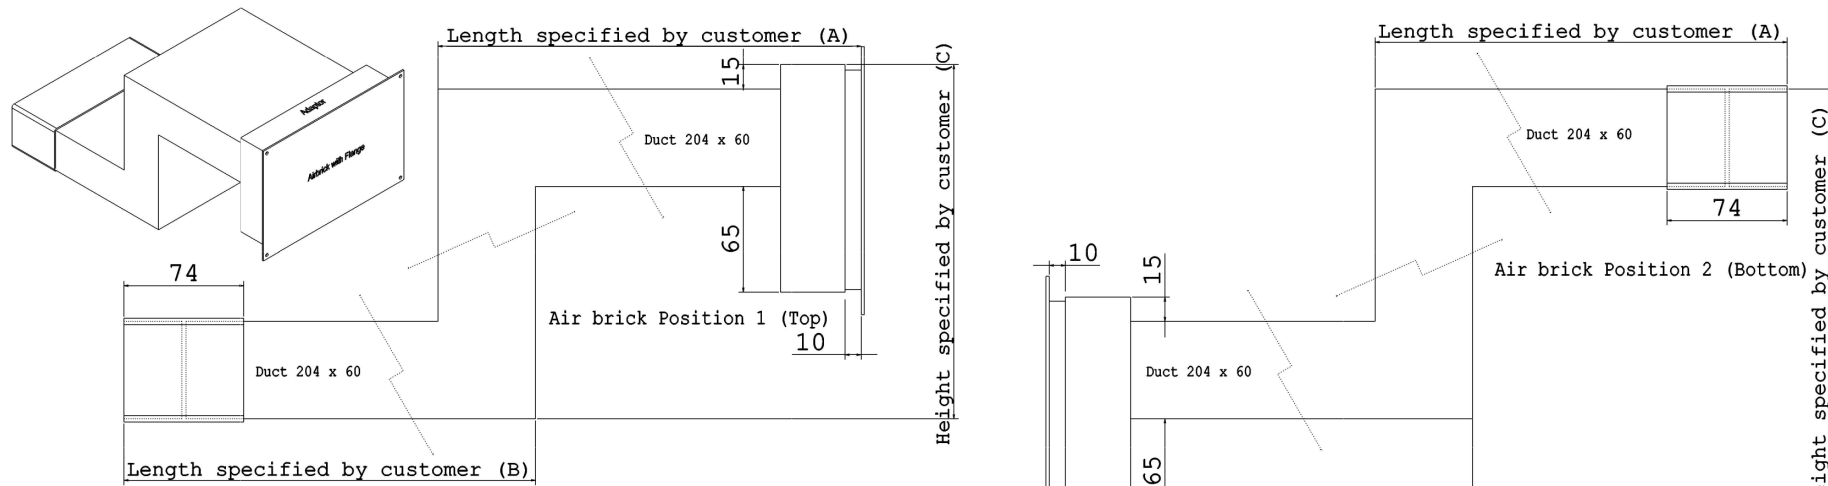 Adaptor
Airbrick with Flange
Length specified by customer (A)
15
Duct 204 x 60
65
Height specified by customer (C)
74
Air brick Position 1 (Top)
10
Duct 204 x 60
Length specified by customer (B)
Length specified by customer (A)
Duct 204 x 60
74
10
15
Air brick Position 2 (Bottom)
ight specified by customer (C)
Duct 204 x 60
65